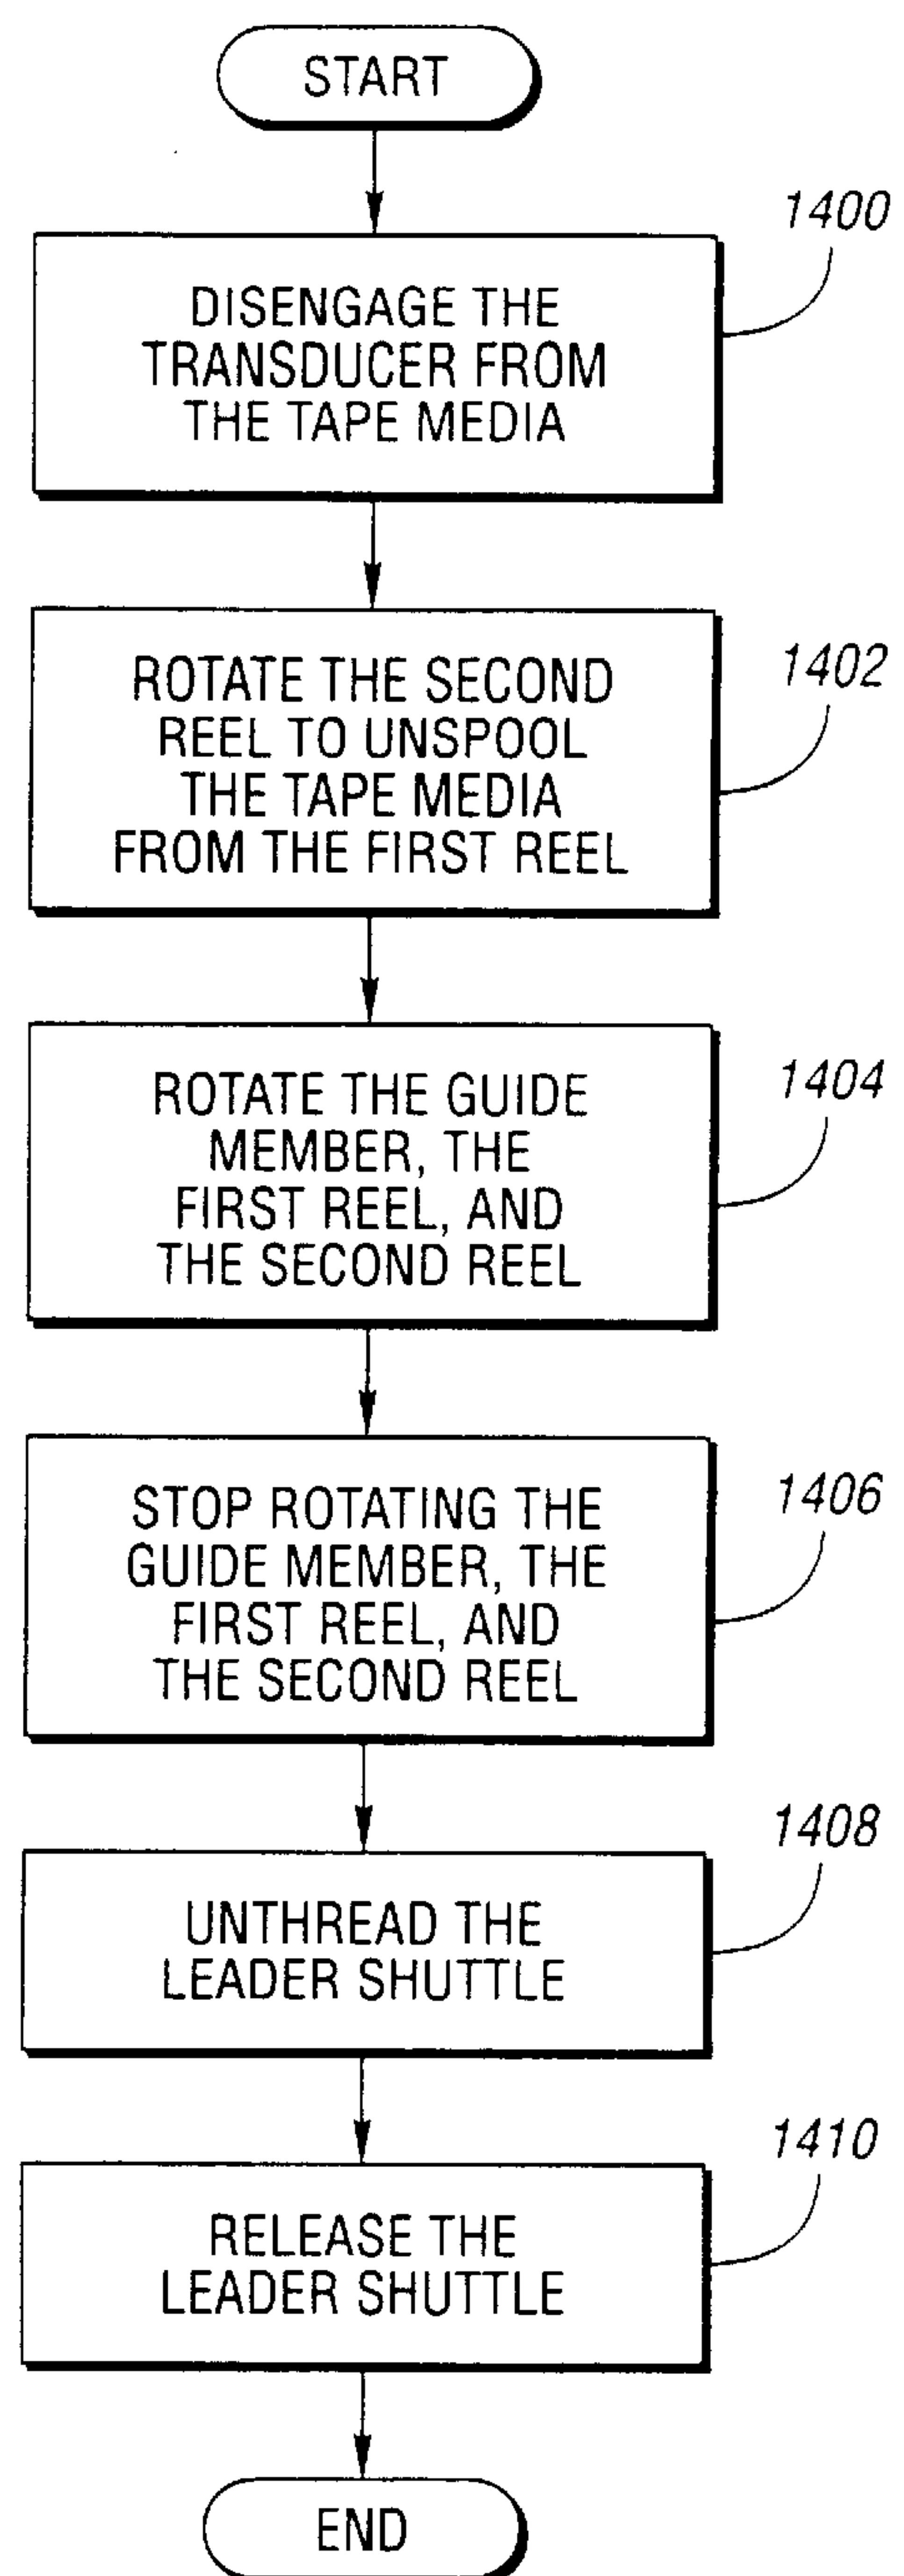 START
1400
DISENGAGE THE
TRANSDUCER FROM
THE TAPE MEDIA
1402
ROTATE THE SECOND
REEL TO UNSPOOL
THE TAPE MEDIA
FROM THE FIRST REEL
1404
ROTATE THE GUIDE
MEMBER, THE
FIRST REEL, AND
THE SECOND REEL
1406
STOP ROTATING THE
GUIDE MEMBER, THE
FIRST REEL, AND
THE SECOND REEL
1408
UNTHREAD THE
LEADER SHUTTLE
1410
RELEASE THE
LEADER SHUTTLE
END